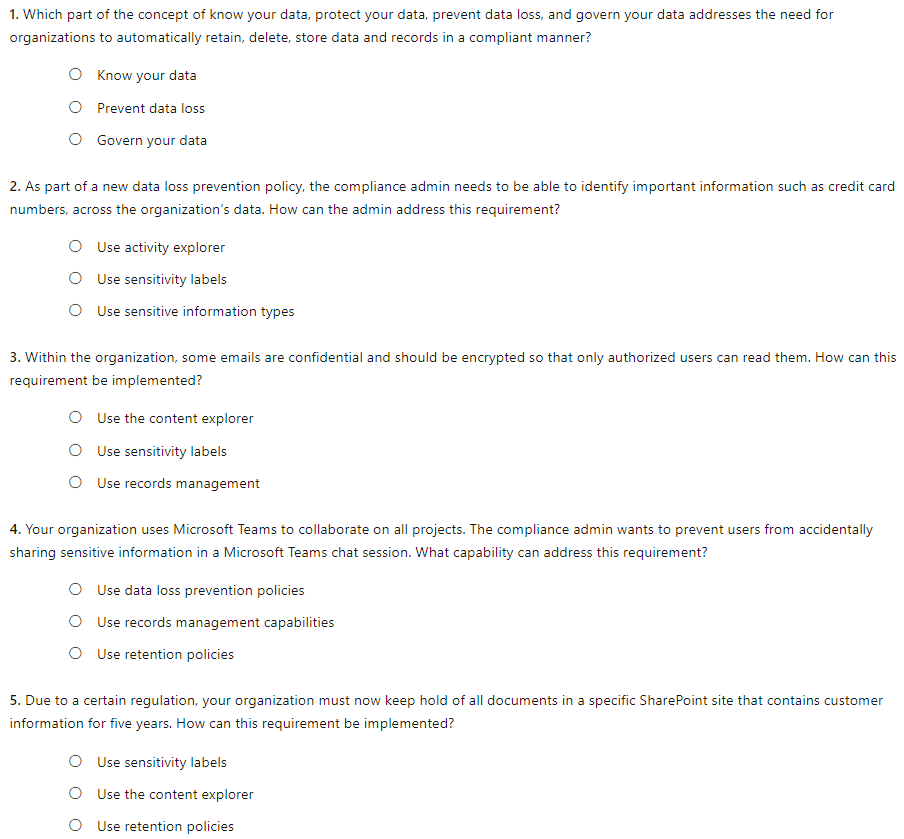 1. Which part of the concept of know your data, protect your data, prevent data loss, and govern your data addresses the need for
organizations to automatically retain, delete, store data and records in a compliant manner?
Know your data
Prevent data loss
Govern your data
2. As part of a new data loss prevention policy, the compliance admin needs to be able to identify important information such as credit card
numbers, across the organization's data. How can the admin address this requirement?
Use activity explorer
Use sensitivity labels
Use sensitive information types
3. Within the organization, some emails are confidential and should be encrypted so that only authorized users can read them. How can this
requirement be implemented?
Use the content explorer
Use sensitivity labels
Use records management
4. Your organization uses Microsoft Teams to collaborate on all projects. The compliance admin wants to prevent users from accidentally
sharing sensitive information in a Microsoft Teams chat session. What capability can address this requirement?
Use data loss prevention policies
Use records management capabilities
Use retention policies
5. Due to a certain regulation, your organization must now keep hold of all documents in a specific SharePoint site that contains customer
information for five years. How can this requirement be implemented?
Use sensitivity labels
Use the content explorer
Use retention policies